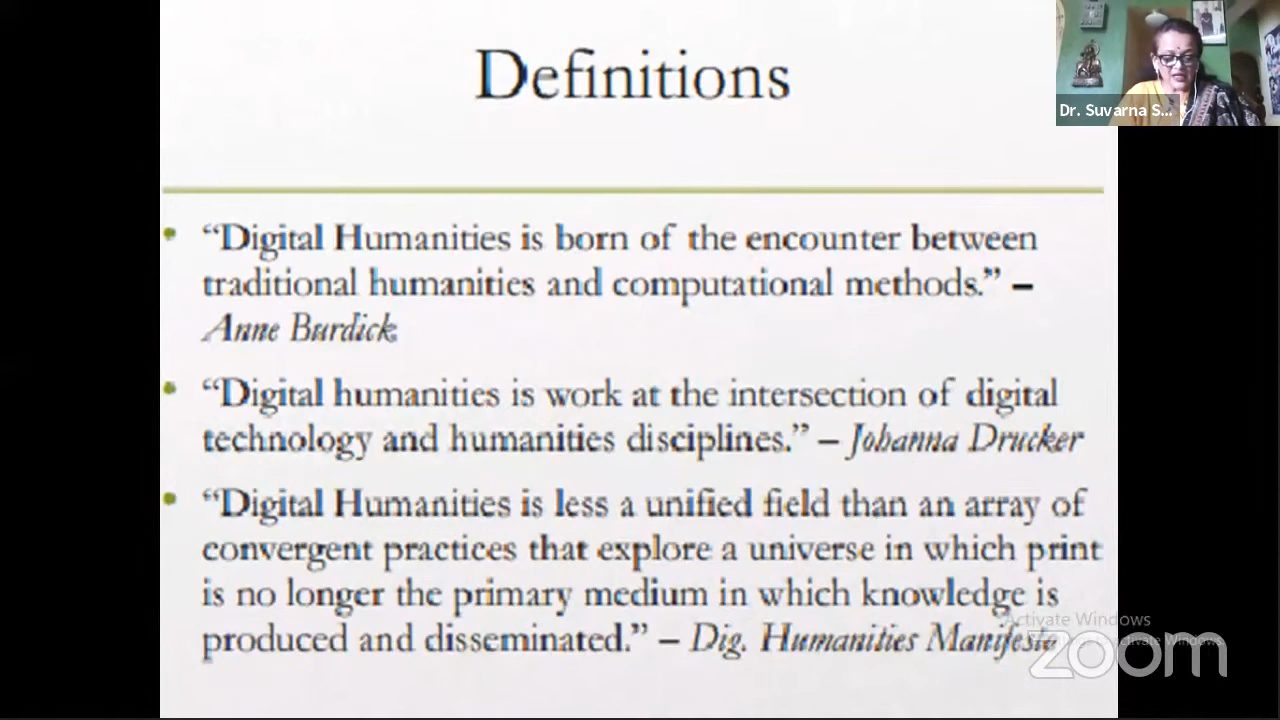 Definitions
Dr. Suvarna S...
• “Digital Humanities is born of the encounter between
traditional humanities and computational methods.” –
Anne Burdick
• “Digital humanities is work at the intersection of digital
technology and humanities disciplines.” – Johanna Drucker
• “Digital Humanities is less a unified field than an array of
convergent practices that explore a universe in which print
is no longer the primary medium in which knowledge is
produced and disseminated.” – Dig. Humanities Manifesto
Activate Windows
Activate Windows
zoom